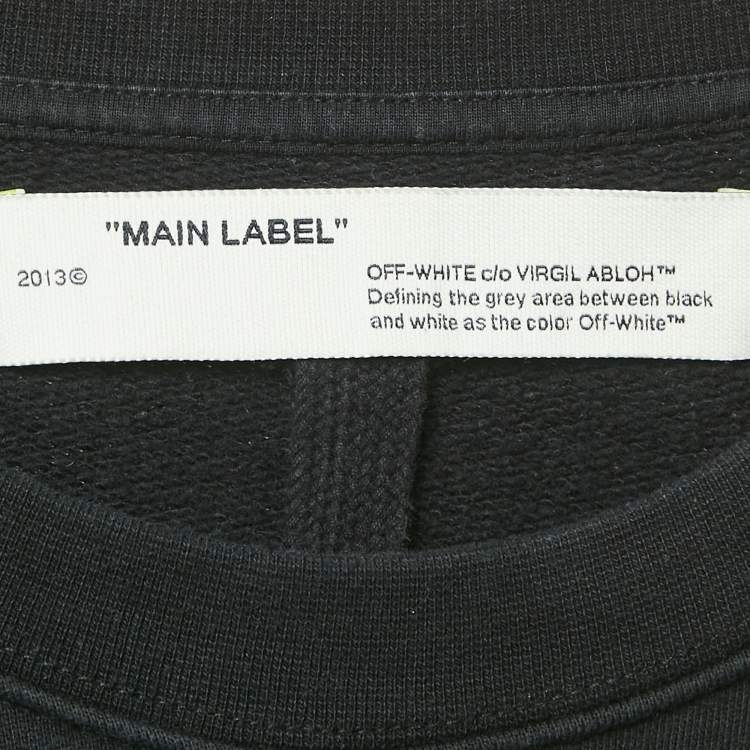 "MAIN LABEL"
2013©
OFF-WHITE c/o VIRGIL ABLOH™
Defining the grey area between black
and white as the color Off-White™